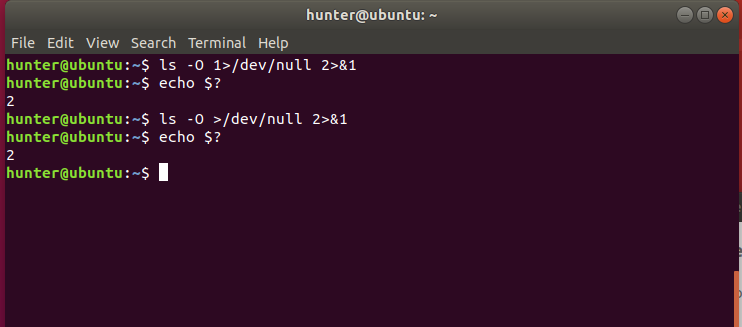 hunter@ubuntu: ~
File Edit View Search Terminal Help
hunter@ubuntu:~$ ls -O 1>/dev/null 2>&1
hunter@ubuntu:~$ echo $?
2
hunter@ubuntu:~$ ls -O >/dev/null 2>&1
hunter@ubuntu:~$ echo $?
2
hunter@ubuntu:~$